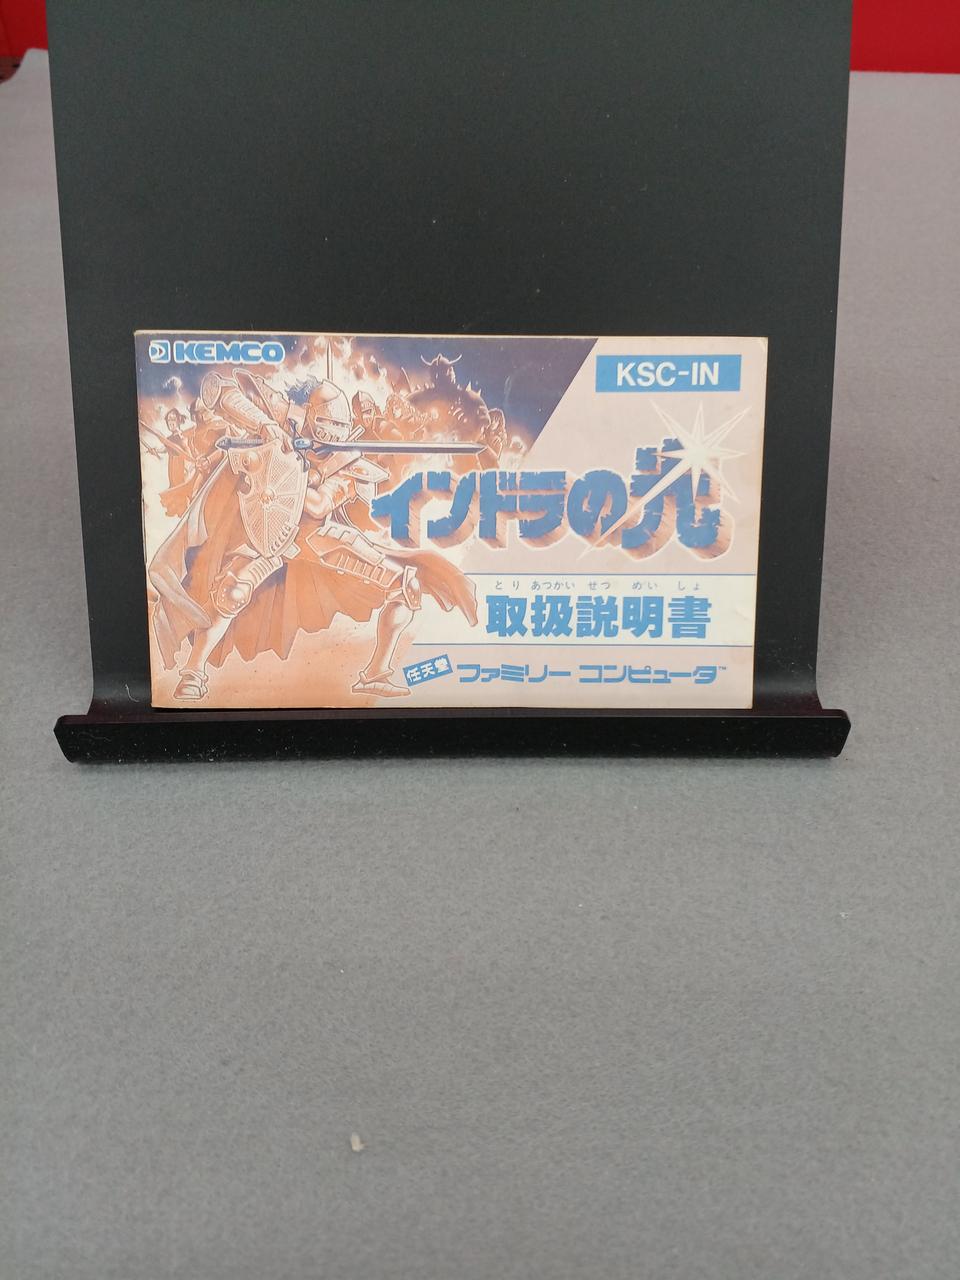 KEMCO
KSC-IN
インドラの光
とり あつかい せつ めい しょ
取扱説明書
任天堂 ファミリー コンピュータ™